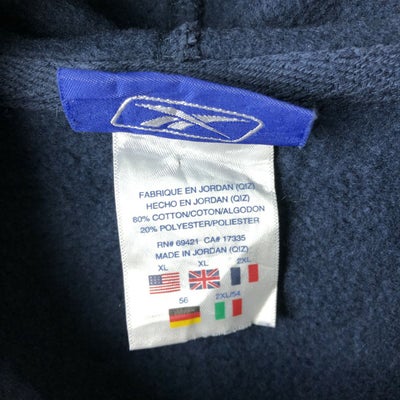 FABRIQUE EN JORDAN (QIZ)
HECHO EN JORDAN (QIZ)
80% COTTON/COTON/ALGODON
20% POLYESTER/POLIESTER
RN# 69421 CA# 17335
MADE IN JORDAN (QIZ)
XL XL 2XL
56 2XL/54